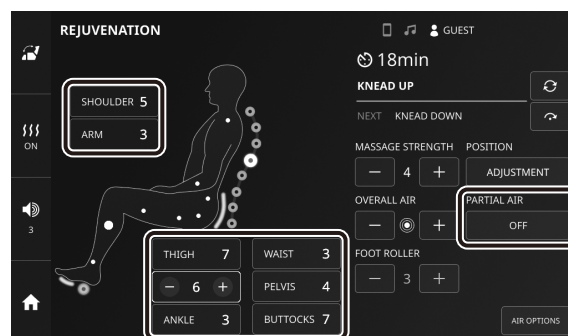 REJUVENATION
GUEST
18min
KNEAD UP
NEXT KNEAD DOWN
SHOULDER 5
ARM 3
ON
3
MASSAGE STRENGTH POSITION
− 4 + ADJUSTMENT
OVERALL AIR PARTIAL AIR
− + OFF
FOOT ROLLER
− 3 +
THIGH 7 WAIST 3
− 6 + PELVIS 4
ANKLE 3 BUTTOCKS 7
AIR OPTIONS